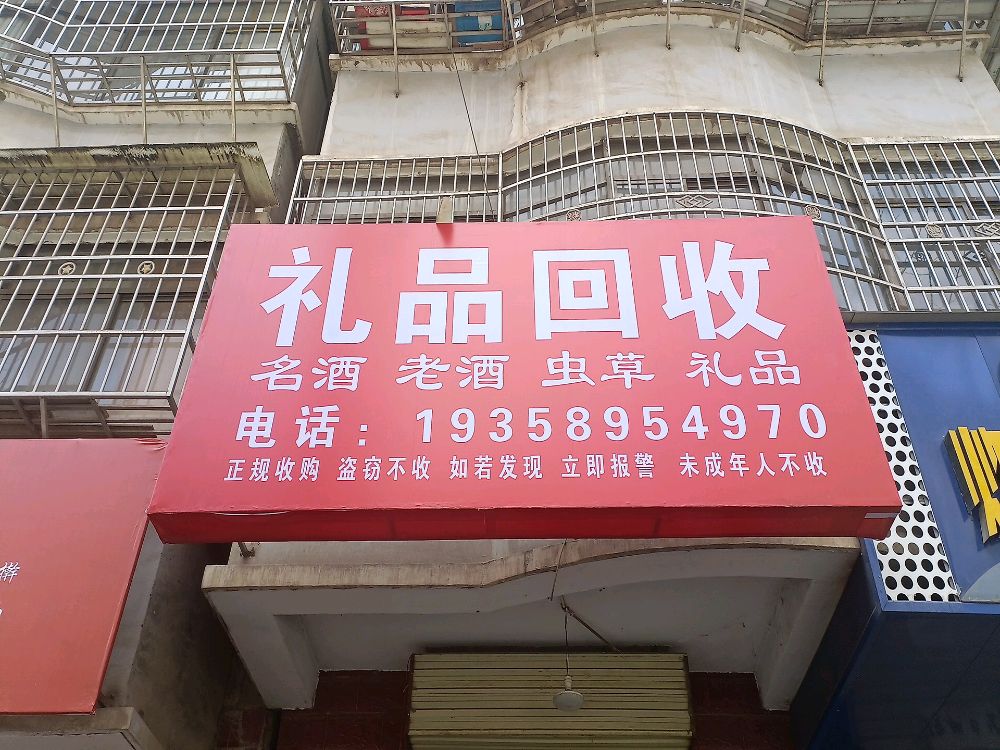 礼品回收
名酒 老酒 虫草 礼品
电话：19358954970
正规收购 盗窃不收 如若发现 立即报警 未成年人不收